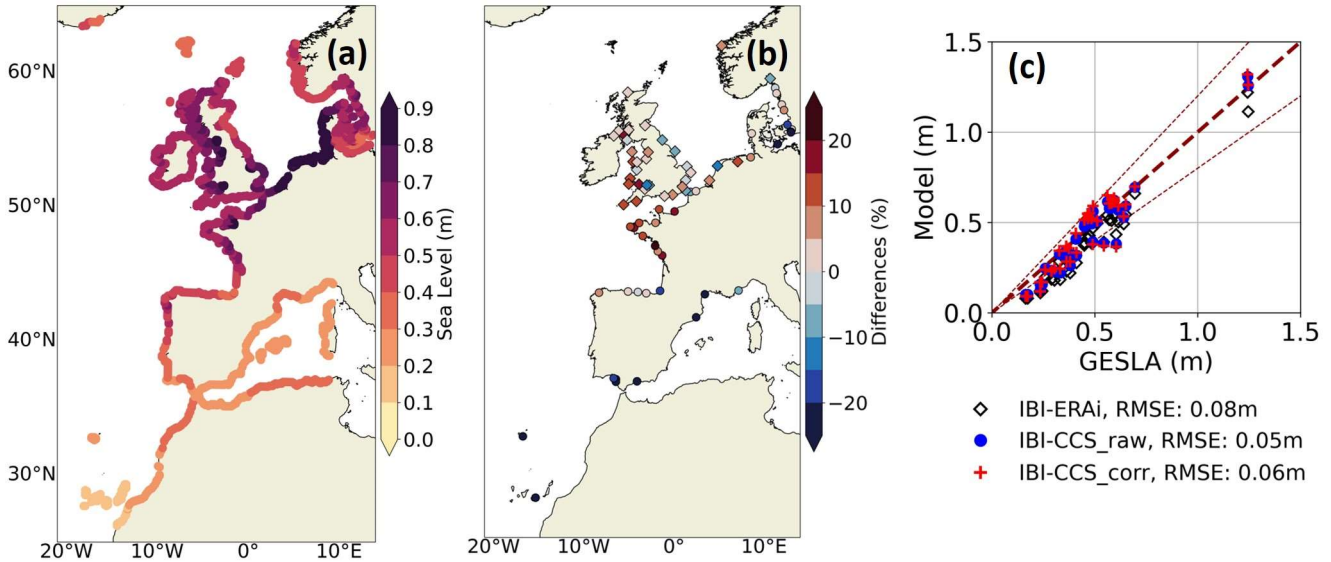 (a)
60°N
50°N
40°N
30°N
20°W 10°W 0° 10°E
0.9
0.8
0.7
0.6
0.5
0.4
0.3
0.2
0.1
0.0
Sea Level (m)
(b)
20°W 10°W 0° 10°E
20
10
0
−10
−20
Differences (%)
(c)
1.5
1.0
0.5
0.0
Model (m)
0.0 0.5 1.0 1.5
GESLA (m)
IBI-ERAi, RMSE: 0.08m
IBI-CCS_raw, RMSE: 0.05m
IBI-CCS_corr, RMSE: 0.06m